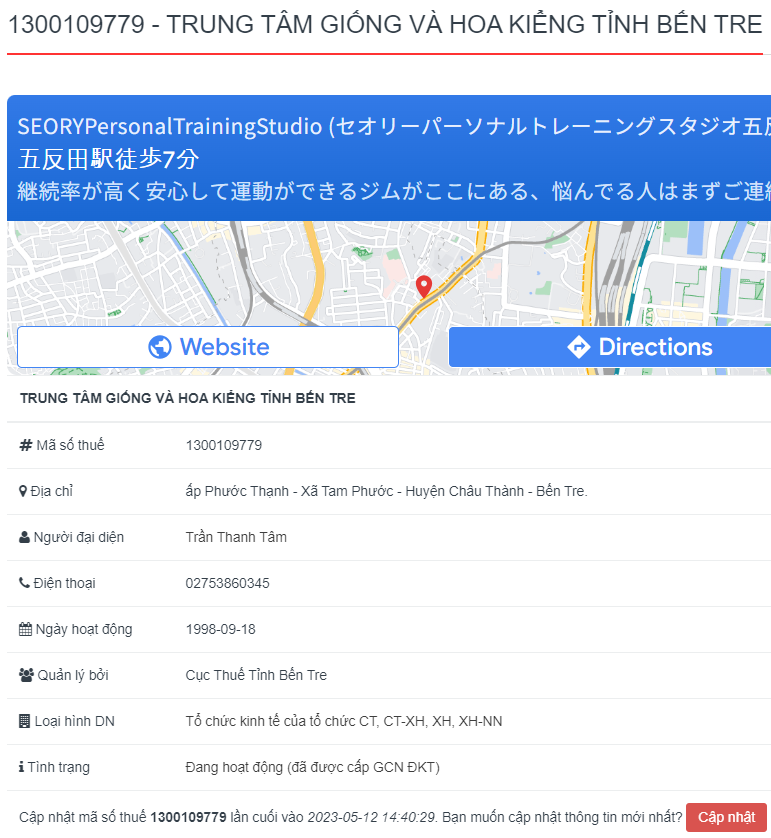 1300109779 - TRUNG TÂM GIỐNG VÀ HOA KIỂNG TỈNH BẾN TRE
SEORYPersonalTrainingStudio (セオリーパーソナルトレーニングスタジオ五
五反田駅徒歩7分
継続率が高く安心して運動ができるジムがここにある、悩んでる人はまずご連
Website
Directions
TRUNG TÂM GIỐNG VÀ HOA KIỂNG TỈNH BẾN TRE
Mã số thuế 1300109779
Địa chỉ ấp Phước Thạnh - Xã Tam Phước - Huyện Châu Thành - Bến Tre.
Người đại diện Trần Thanh Tâm
Điện thoại 02753860345
Ngày hoạt động 1998-09-18
Quản lý bởi Cục Thuế Tỉnh Bến Tre
Loại hình DN Tổ chức kinh tế của tổ chức CT, CT-XH, XH, XH-NN
Tình trạng Đang hoạt động (đã được cấp GCN ĐKT)
Cập nhật mã số thuế 1300109779 lần cuối vào 2023-05-12 14:40:29. Bạn muốn cập nhật thông tin mới nhất? Cập nhật